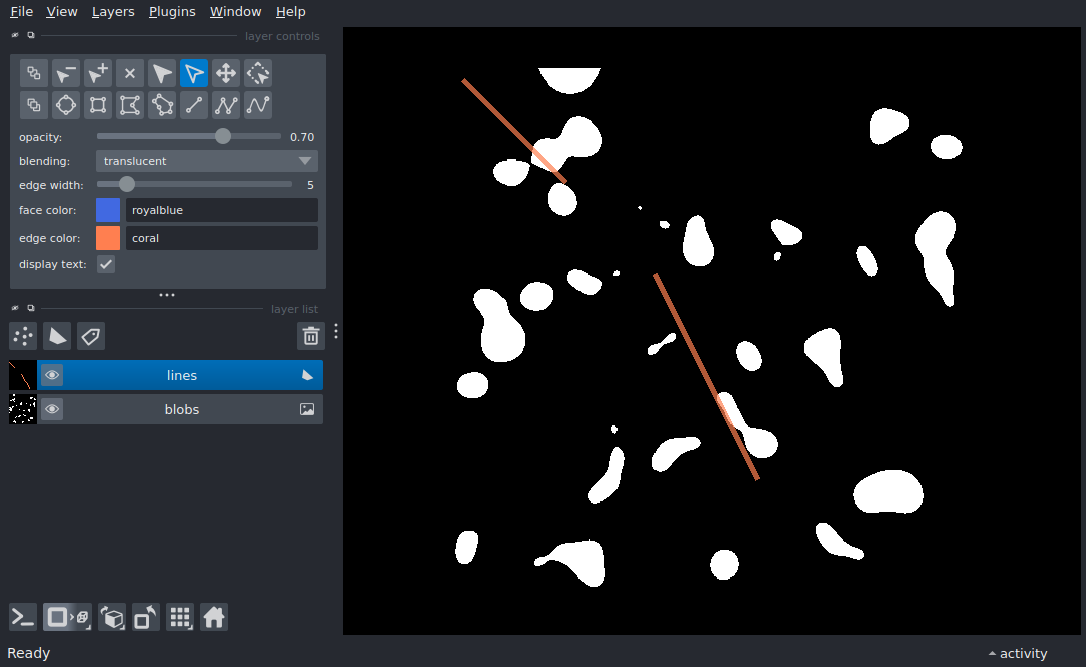 File View Layers Plugins Window Help
layer controls
opacity: 0.70
blending: translucent
edge width: 5
face color: royalblue
edge color: coral
display text:
layer list
lines
blobs
Ready activity